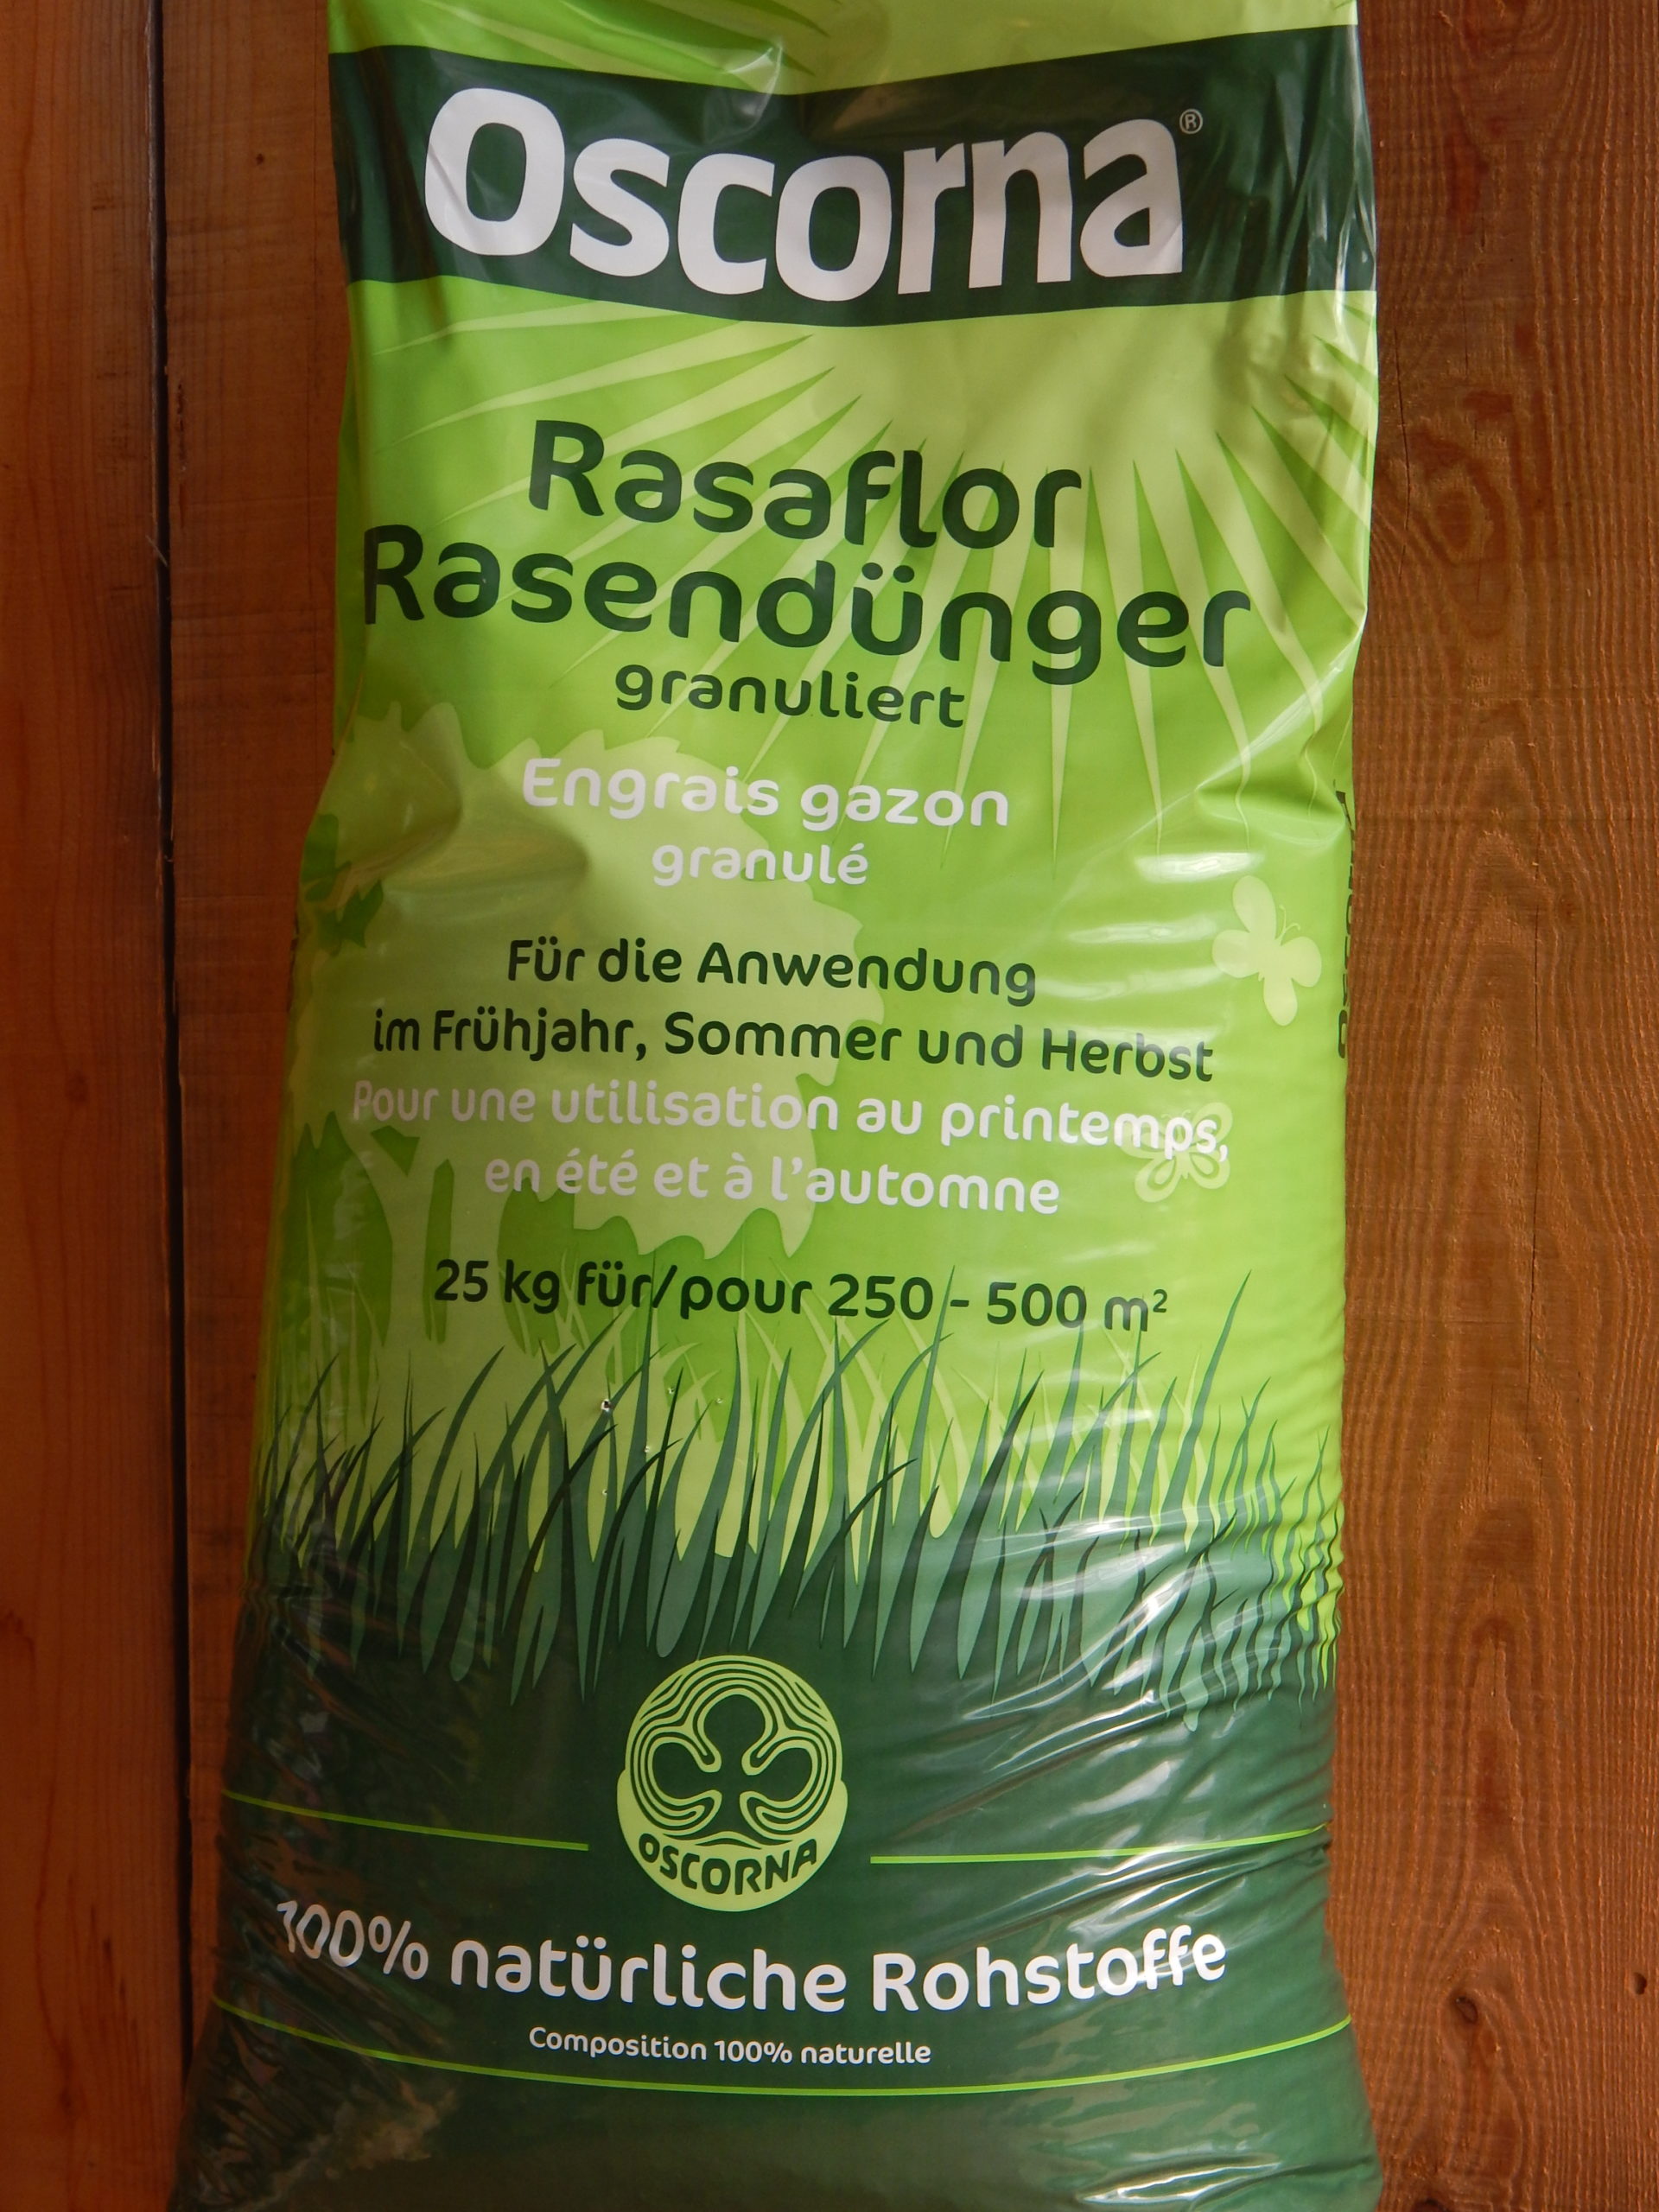 Oscorna®
Rasaflor
Rasendünger
granuliert
Engrais gazon
granulé
Für die Anwendung
im Frühjahr, Sommer und Herbst
Pour une utilisation au printemps,
en été et à l'automne
25 kg für/pour 250 - 500 m²
OSCORNA
100% natürliche Rohstoffe
Composition 100% naturelle